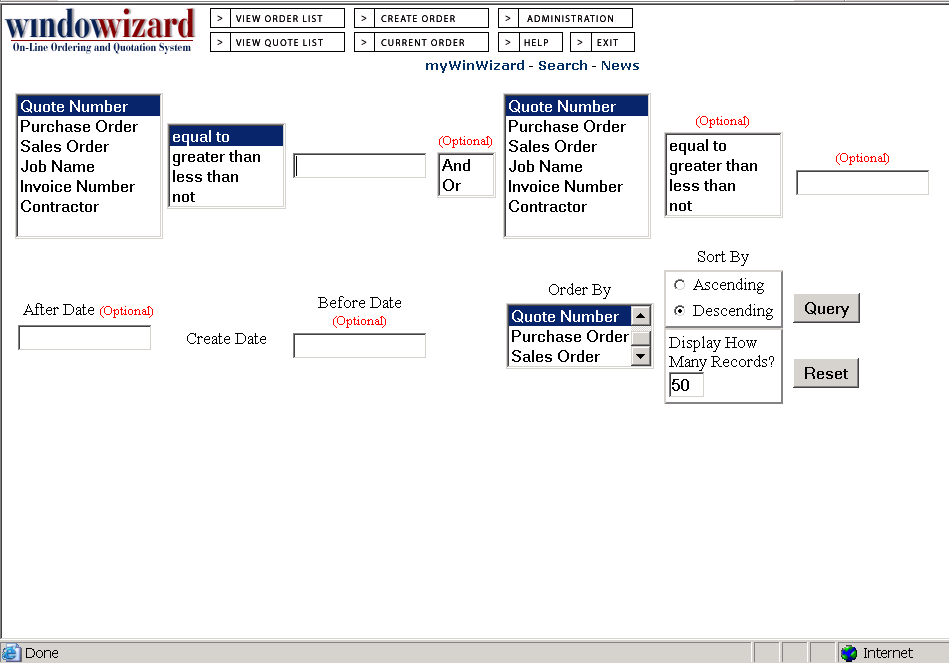 windowizard
On-Line Ordering and Quotation System
> VIEW ORDER LIST
> CREATE ORDER
> ADMINISTRATION
> VIEW QUOTE LIST
> CURRENT ORDER
> HELP
> EXIT
myWinWizard - Search - News
Quote Number
Purchase Order
Sales Order
Job Name
Invoice Number
Contractor
equal to
greater than
less than
not
(Optional)
And
Or
Quote Number
Purchase Order
Sales Order
Job Name
Invoice Number
Contractor
(Optional)
equal to
greater than
less than
not
(Optional)
After Date (Optional)
Create Date
Before Date
(Optional)
Order By
Quote Number
Purchase Order
Sales Order
Sort By
Ascending
Descending
Display How
Many Records?
50
Query
Reset
Done
Internet